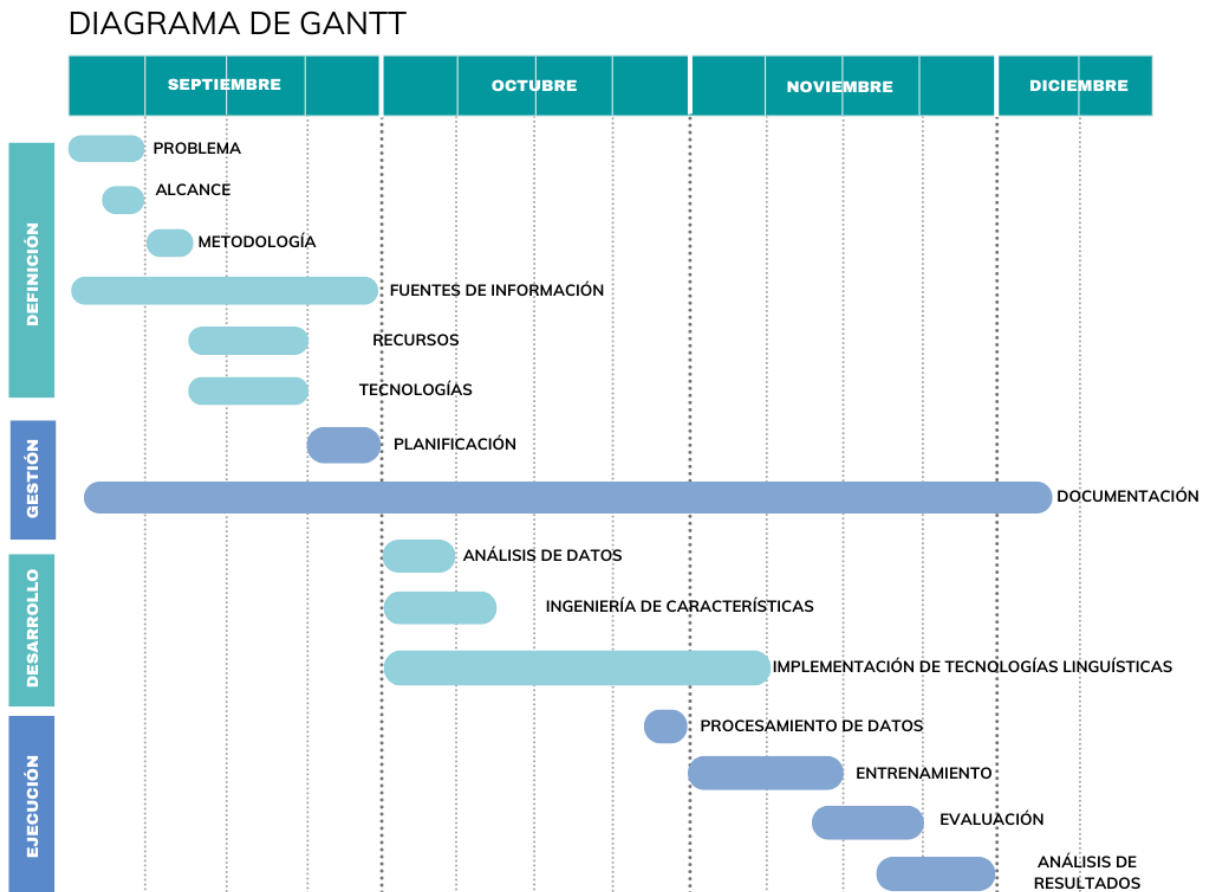 DIAGRAMA DE GANTT
SEPTIEMBRE
OCTUBRE
NOVIEMBRE
DICIEMBRE
DEFINICIÓN
PROBLEMA
ALCANCE
METODOLOGÍA
FUENTES DE INFORMACIÓN
RECURSOS
TECNOLOGÍAS
GESTIÓN
PLANIFICACIÓN
DOCUMENTACIÓN
DESARROLLO
ANÁLISIS DE DATOS
INGENIERÍA DE CARACTERÍSTICAS
IMPLEMENTACIÓN DE TECNOLOGÍAS LINGUÍSTICAS
EJECUCIÓN
PROCESAMIENTO DE DATOS
ENTRENAMIENTO
EVALUACIÓN
ANÁLISIS DE
RESULTADOS